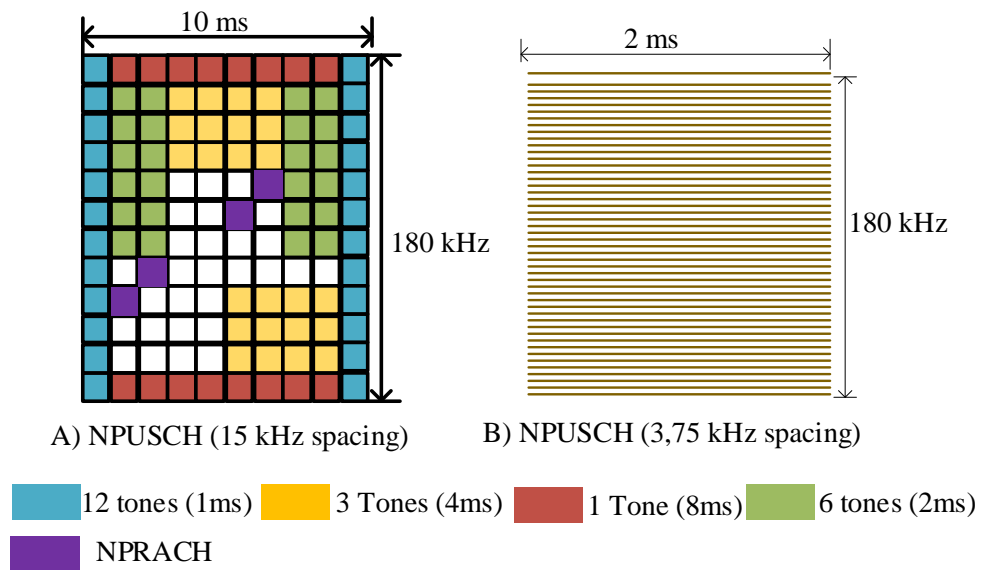 10 ms
2 ms
180 kHz
180 kHz
A) NPUSCH (15 kHz spacing)
B) NPUSCH (3,75 kHz spacing)
12 tones (1ms)
3 Tones (4ms)
1 Tone (8ms)
6 tones (2ms)
NPRACH